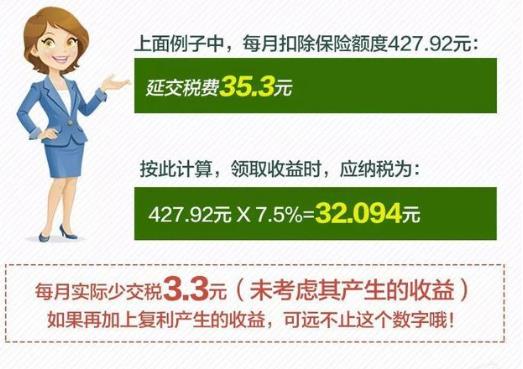 上面例子中，每月扣除保险额度427.92元：
延交税费35.3元
按此计算，领取收益时，应纳税为：
427.92元 X 7.5%=32.094元
每月实际少交税3.3元（未考虑其产生的收益）
如果再加上复利产生的收益，可远不止这个数字哦！